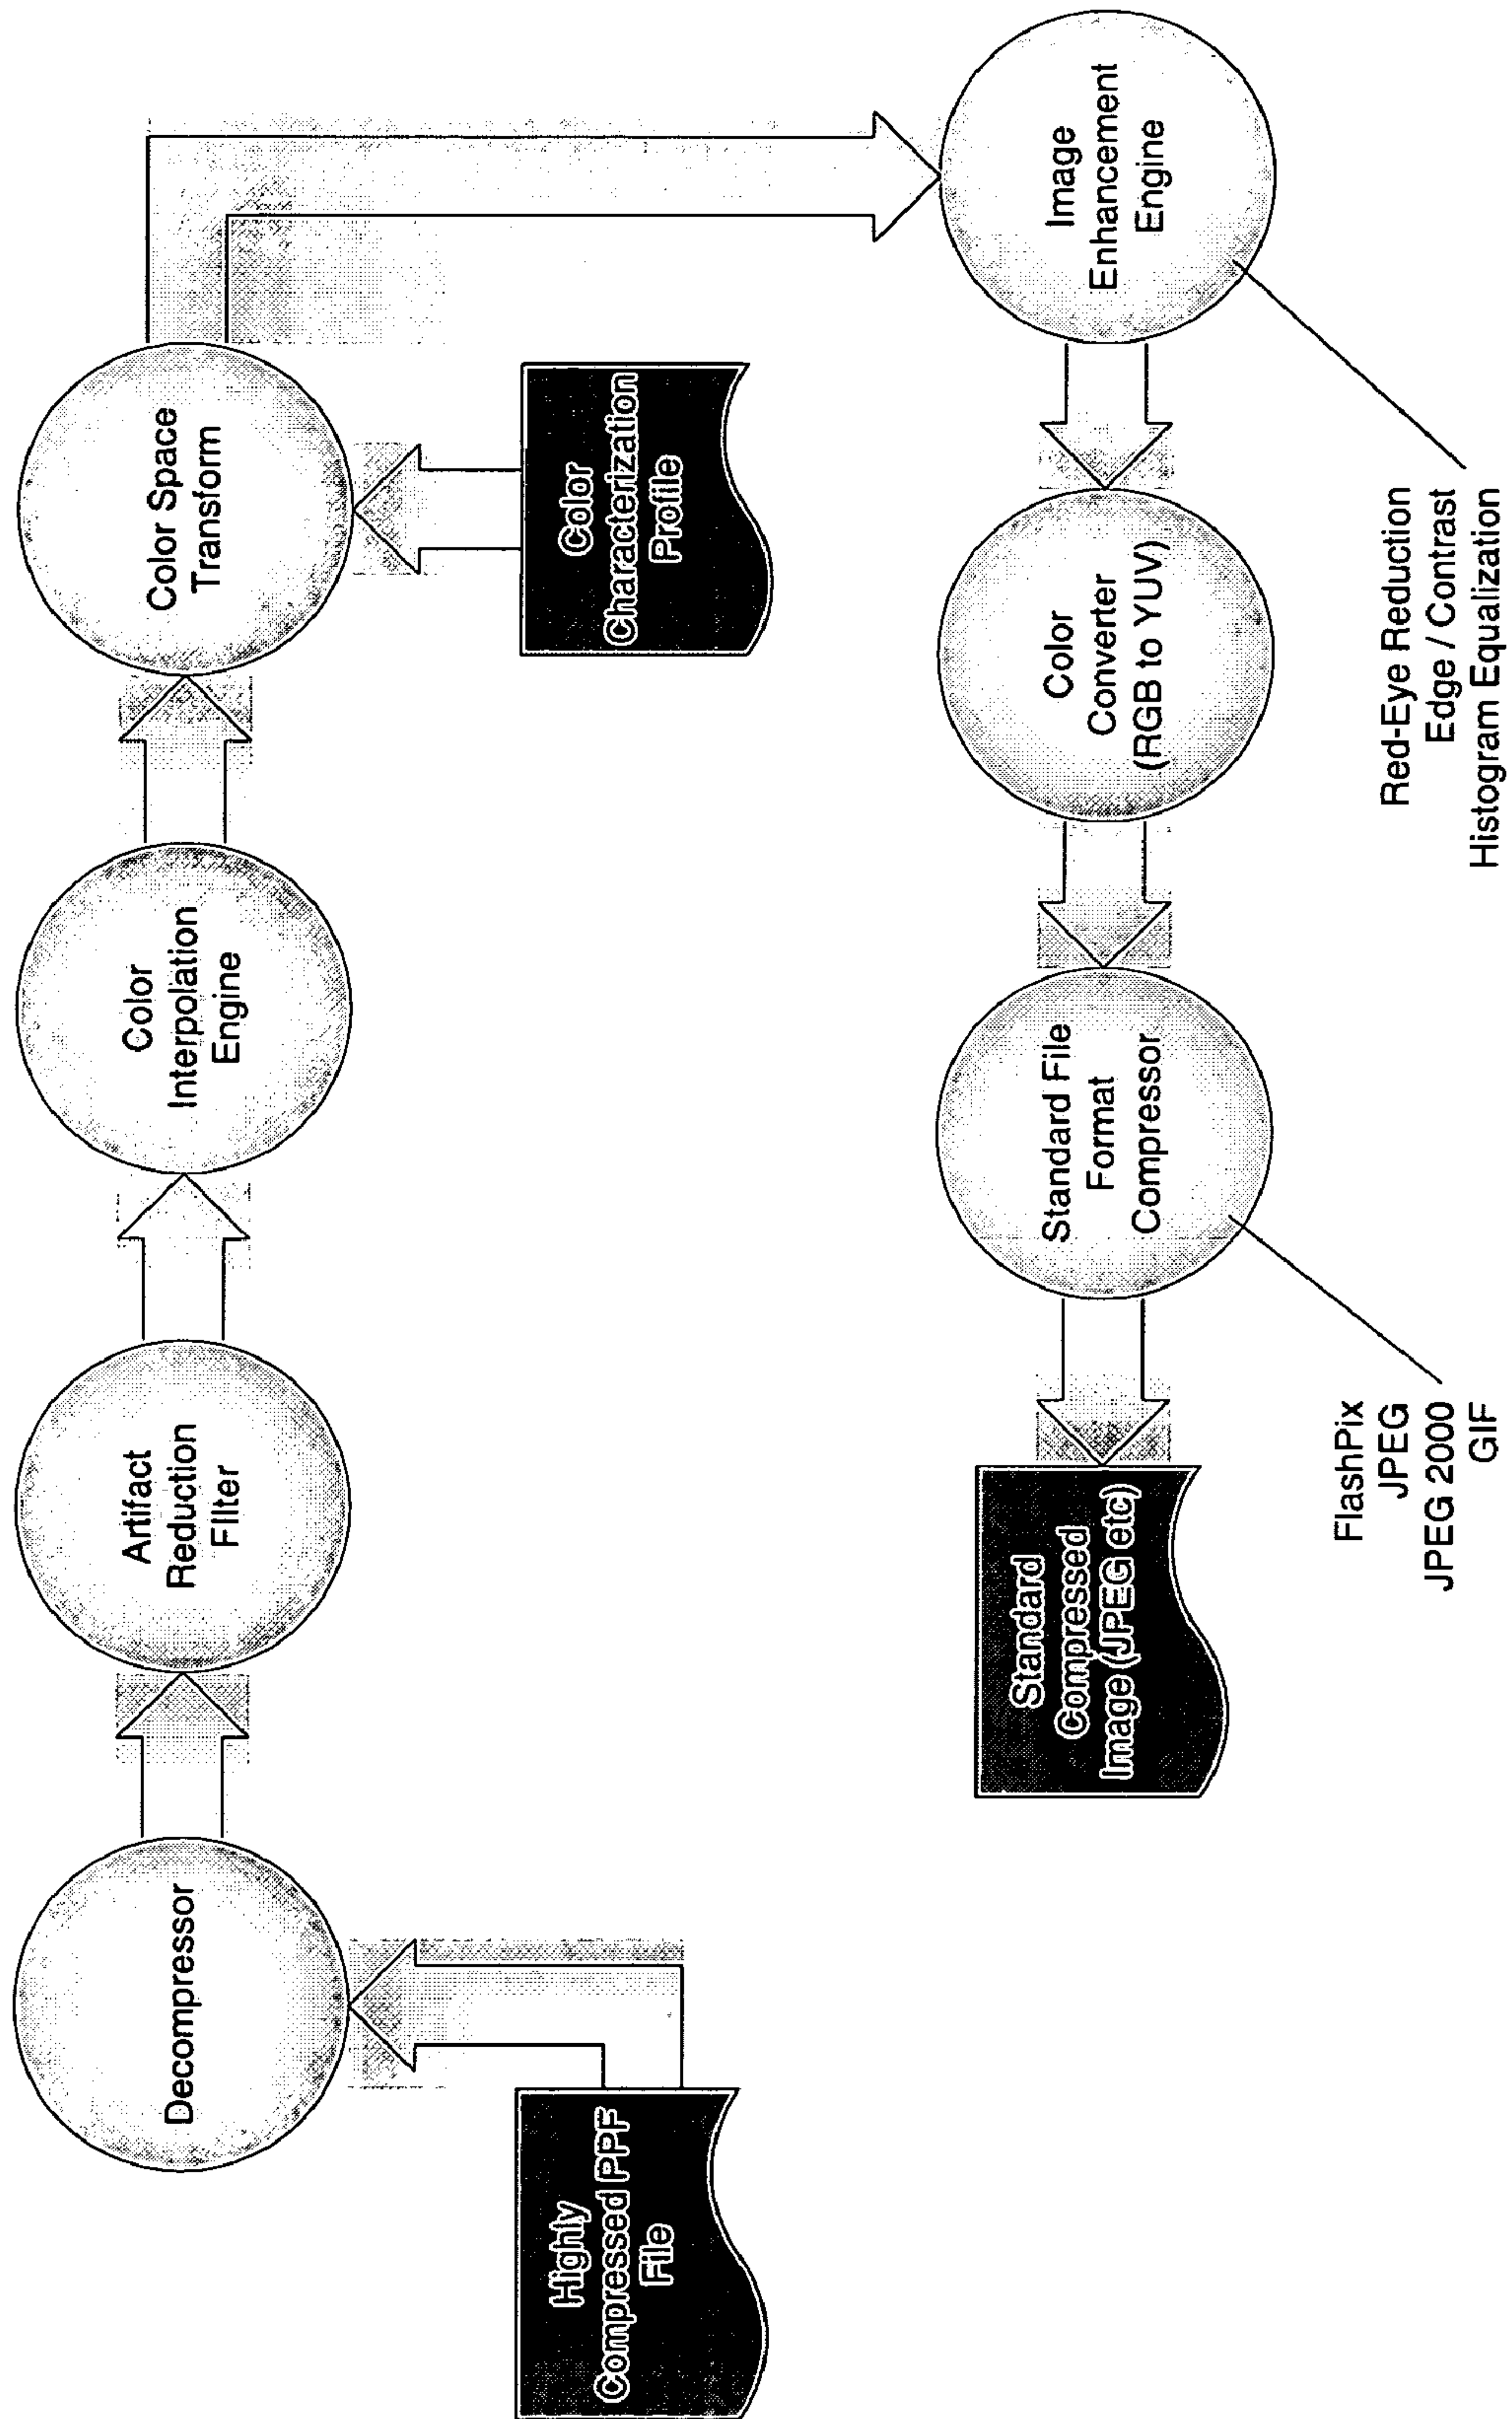 Highly
Compressed PPF
File
Decompressor
Artifact
Reduction
FIlter
Color
Interpolation
Engine
Color Space
Transform
Color
Characterization
Profile
Image
Enhancement
Engine
Red-Eye Reduction
Edge / Contrast
Histogram Equalization
Color
Converter
(RGB to YUV)
Standard File
Format
Compressor
FlashPix
JPEG
JPEG 2000
GIF
Standard
Compressed
Image (JPEG etc)